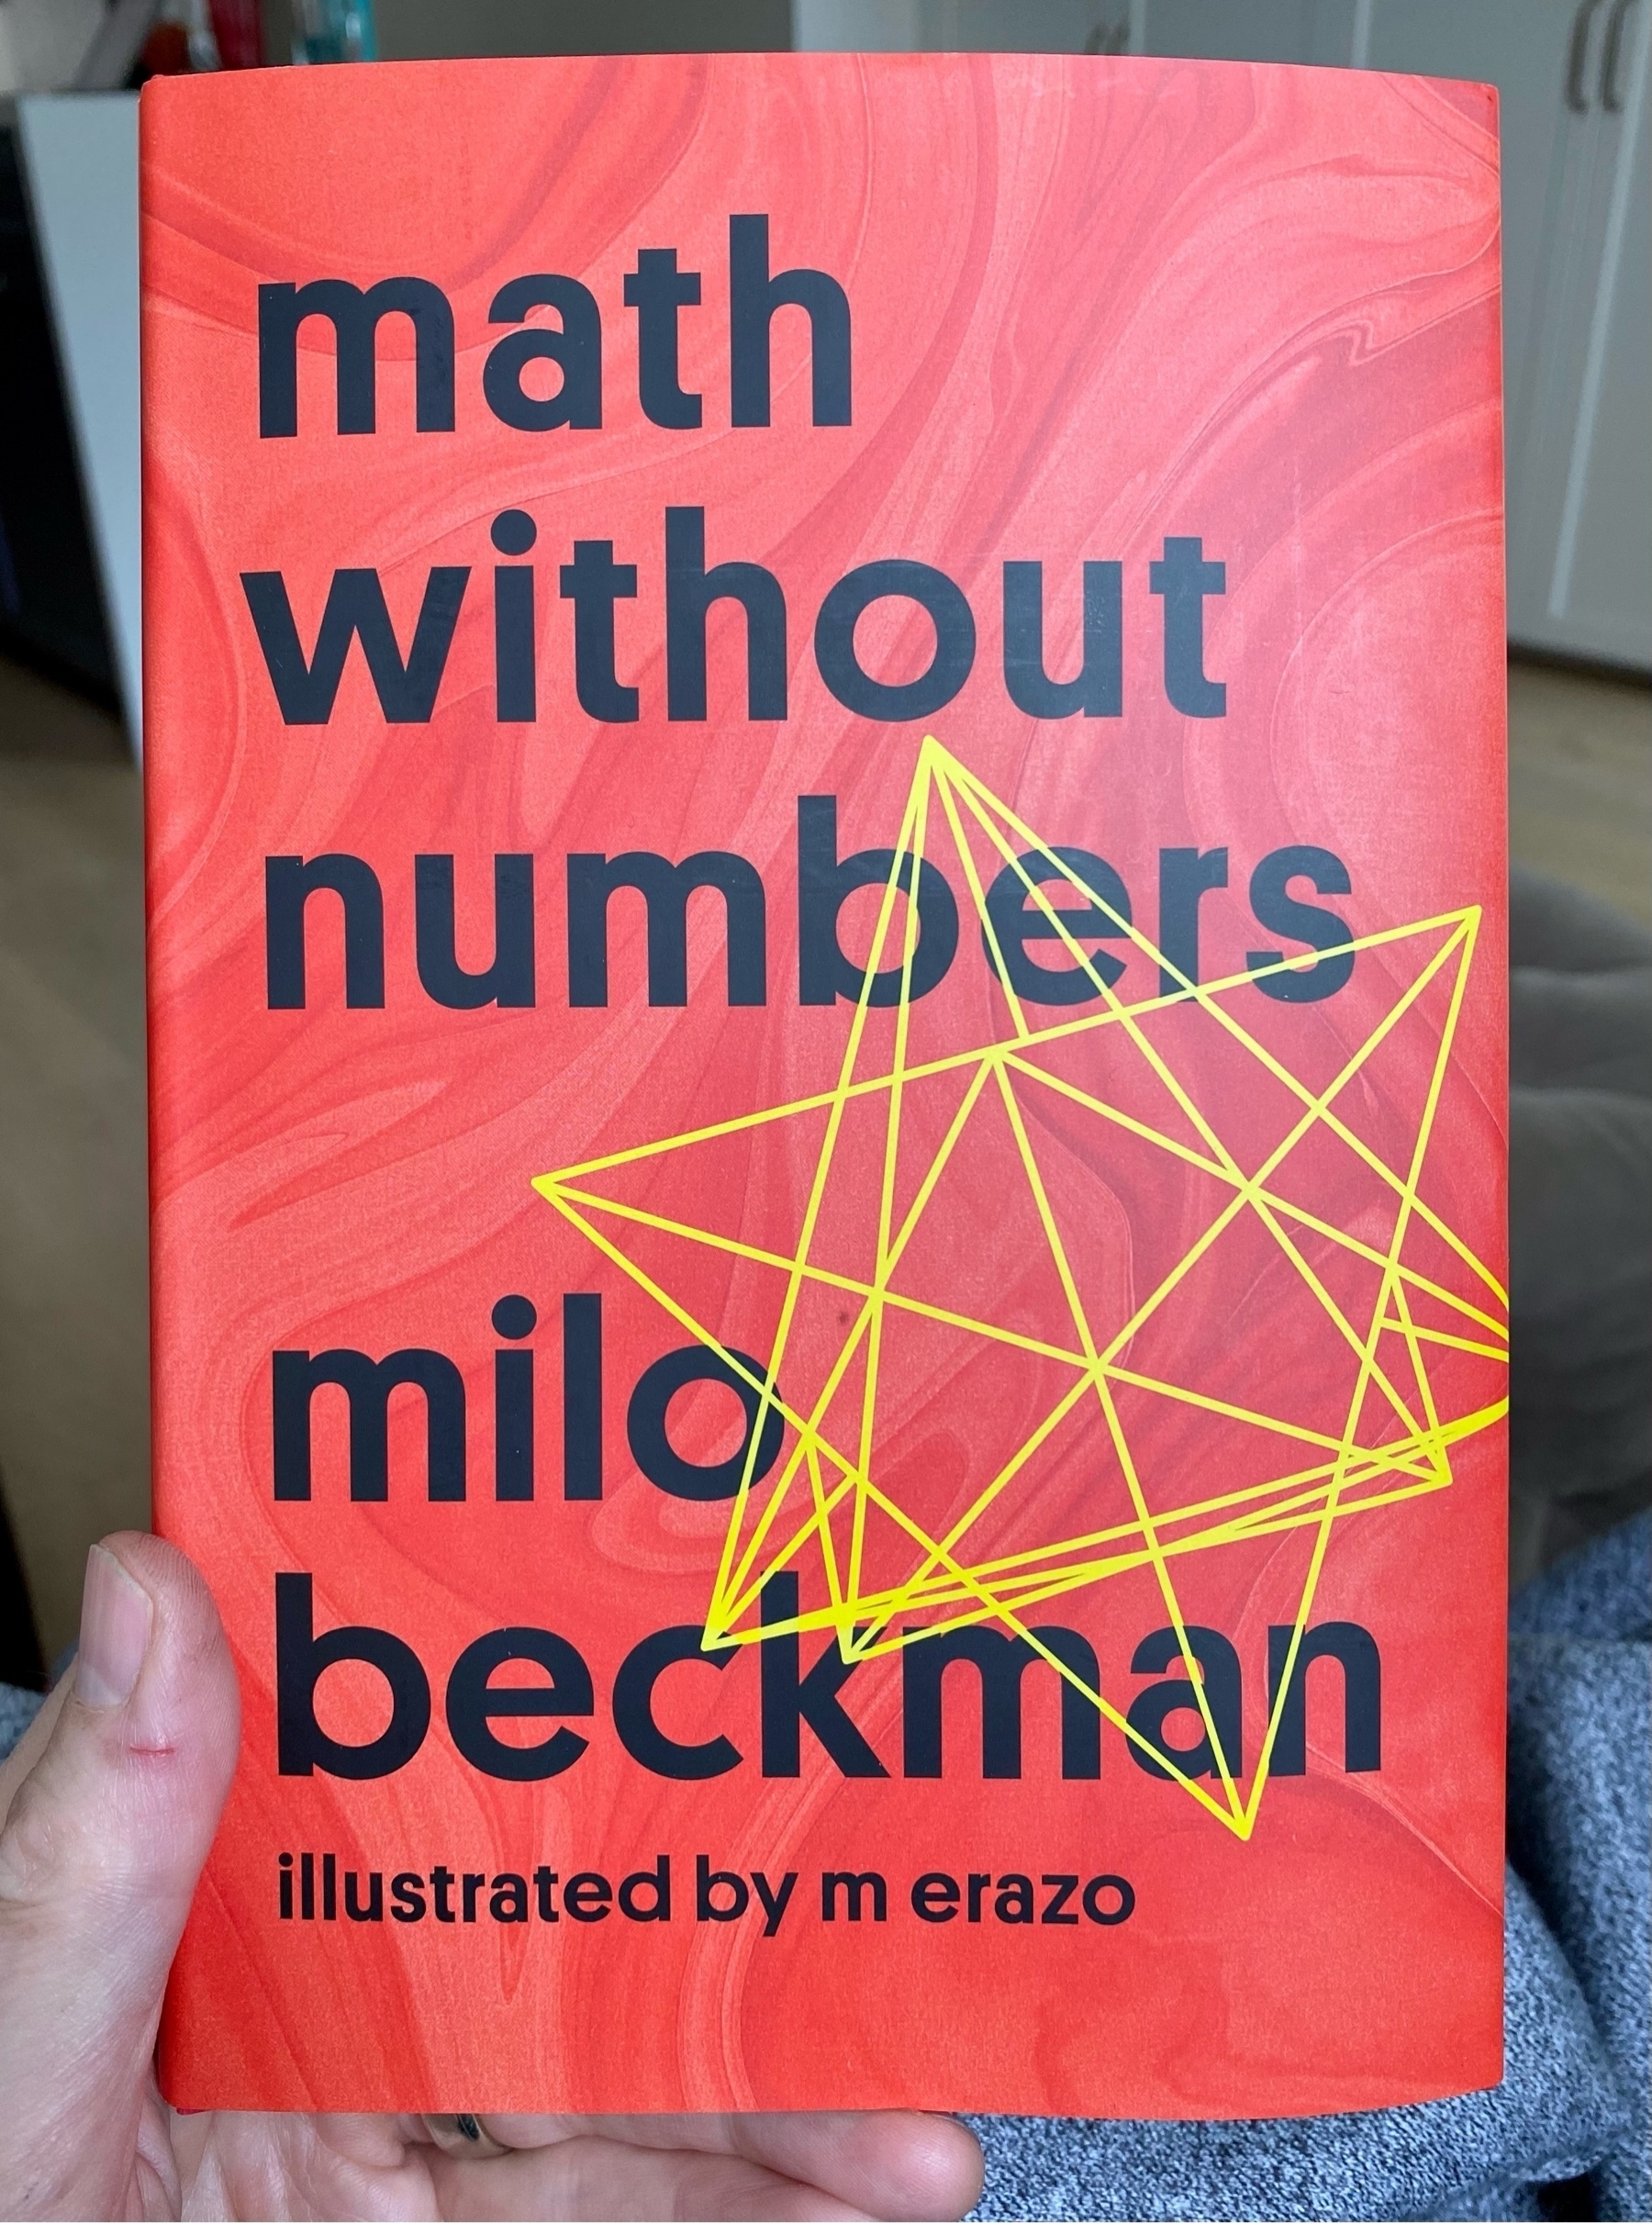 math
without
numbers
milo
beckman
illustrated by m erazo